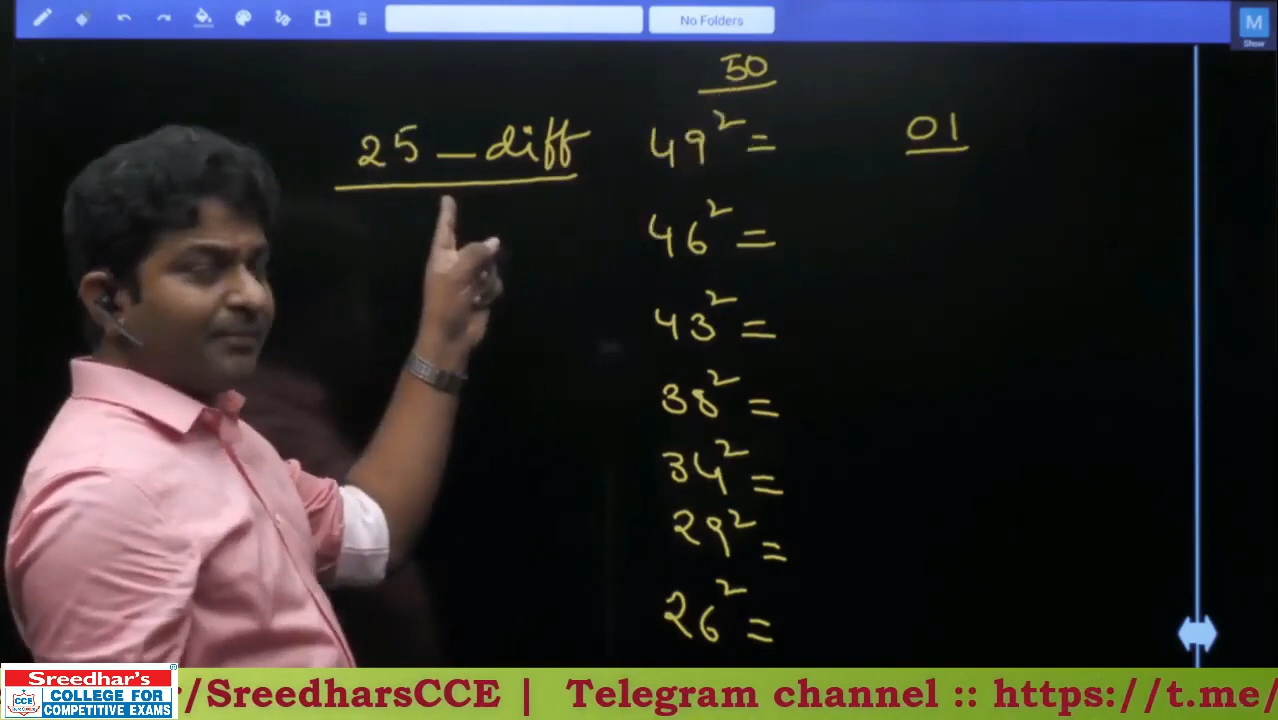 No Folders
M
Show
50
25 – diff
49² =
01
46² =
43² =
38² =
34² =
29² =
26² =
Sreedhar's
CCE
COLLEGE FOR
COMPETITIVE EXAMS
/SreedharsCCE | Telegram channel :: https://t.me/